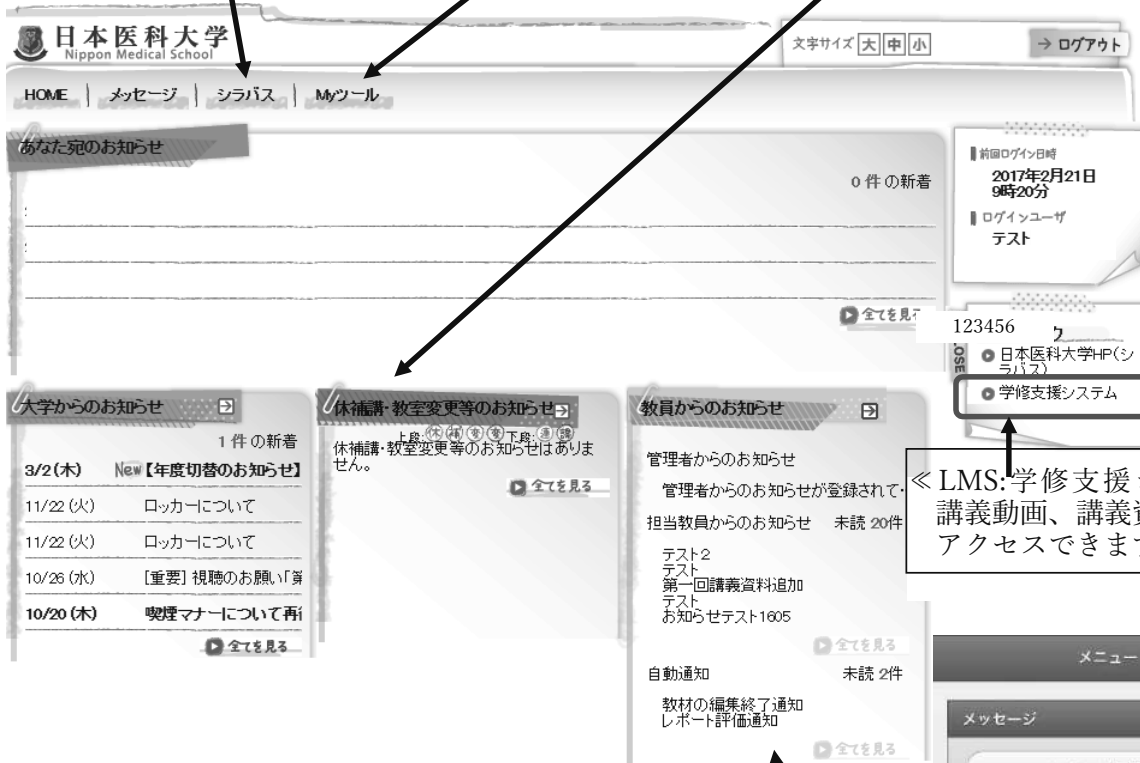 日本医科大学
Nippon Medical School
文字サイズ 大 中 小
→ ログアウト
HOME | メッセージ | シラバス | Myツール
あなた宛のお知らせ
0 件 の新着
全てを見
前回ログイン日時
2017年2月21日
9時20分
ログインユーザ
テスト
123456
日本医科大学HP(シ
ラバス)
学修支援システム
≪LMS:学修支援
講義動画、講義
アクセスできま
大学からのお知らせ
1 件 の新着
3/2 (木) New 【年度切替のお知らせ】
11/22 (火) ロッカーについて
11/22 (火) ロッカーについて
10/26 (水) [重要] 視聴のお願い「第
10/20 (木) 喫煙マナーについて再
全てを見る
休補講・教室変更等のお知らせ
上段:休 補 変 変 下段:通 課
休補講・教室変更等のお知らせはありま
せん。
全てを見る
教員からのお知らせ
管理者からのお知らせ
管理者からのお知らせが登録されて
担当教員からのお知らせ 未読 20件
テスト2
テスト
第一回講義資料追加
テスト
お知らせテスト1605
全てを見る
自動通知 未読 2件
教材の編集終了通知
レポート評価通知
全てを見る
メニュー
メッセージ